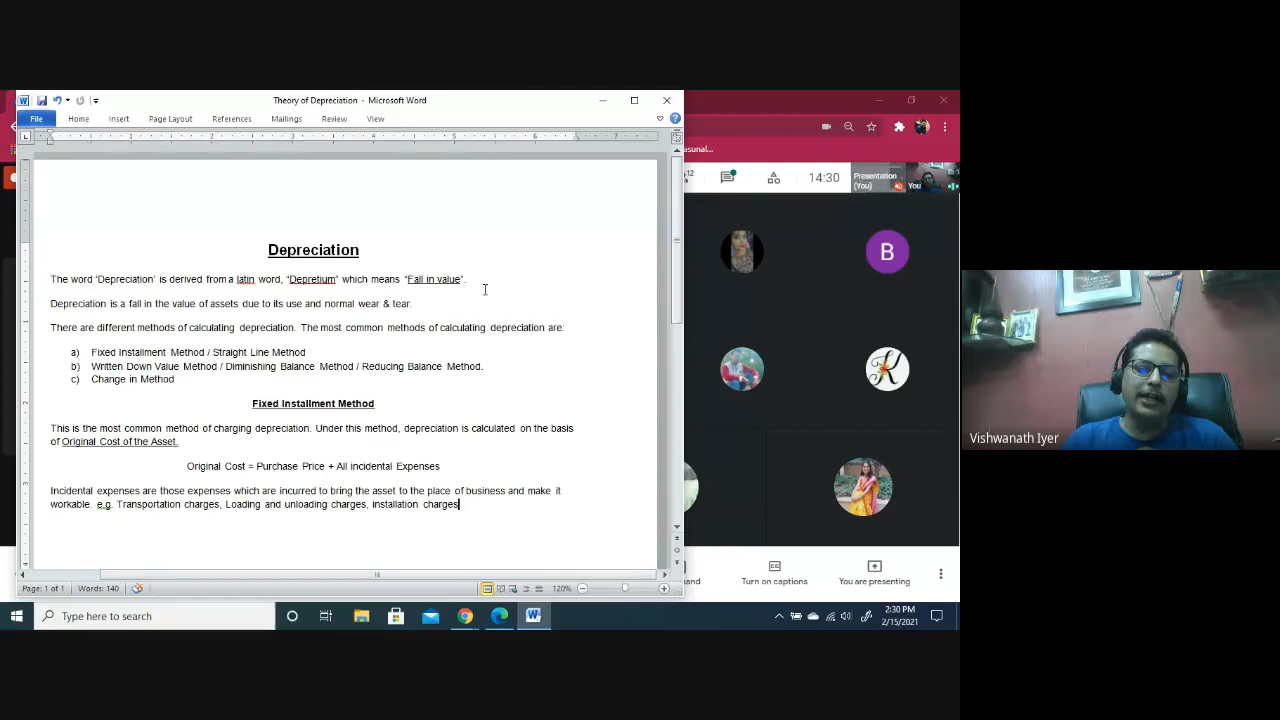 Theory of Depreciation - Microsoft Word
File Home Insert Page Layout References Mailings Review View
Depreciation
The word ‘Depreciation’ is derived from a latin word, “Depretium” which means “Fall in value”.
Depreciation is a fall in the value of assets due to its use and normal wear & tear.
There are different methods of calculating depreciation. The most common methods of calculating depreciation are:
a) Fixed Installment Method / Straight Line Method
b) Written Down Value Method / Diminishing Balance Method / Reducing Balance Method.
c) Change in Method
Fixed Installment Method
This is the most common method of charging depreciation. Under this method, depreciation is calculated on the basis
of Original Cost of the Asset.
Original Cost = Purchase Price + All incidental Expenses
Incidental expenses are those expenses which are incurred to bring the asset to the place of business and make it
workable. e.g. Transportation charges, Loading and unloading charges, installation charges
Page: 1 of 1 Words: 140 120%
Type here to search
asunal...
12 14:30 Presentation (You) You
B
K
and Turn on captions You are presenting
2:30 PM
2/15/2021
Vishwanath Iyer